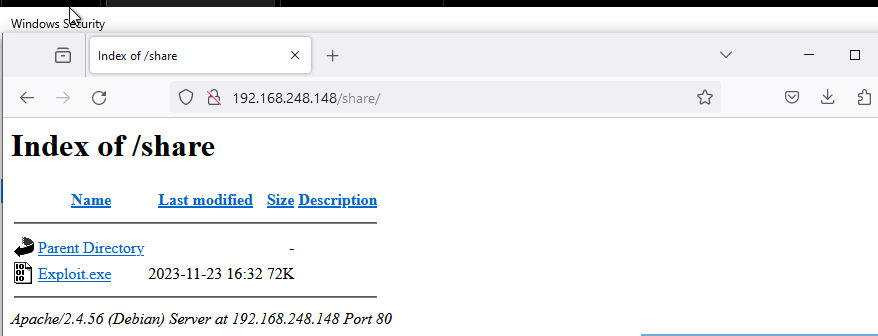 Windows Security
Index of /share
192.168.248.148/share/
Index of /share
Name Last modified Size Description
Parent Directory -
Exploit.exe 2023-11-23 16:32 72K
Apache/2.4.56 (Debian) Server at 192.168.248.148 Port 80